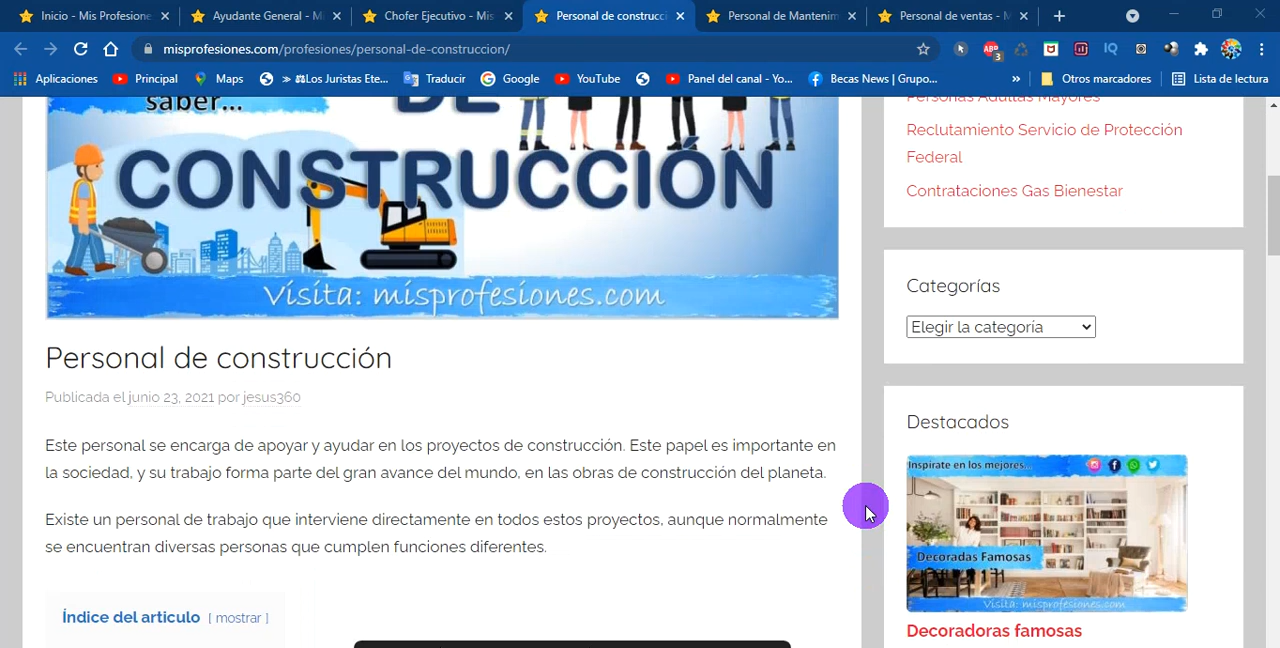 Inicio - Mis Profesione
Ayudante General - M
Chofer Ejecutivo - Mis
Personal de construcci
Personal de Mantenim
Personal de ventas - M
misprofesiones.com/profesiones/personal-de-construccion/
ABP
3
IQ
Aplicaciones
Principal
Maps
» ⚖Los Juristas Ete...
Traducir
Google
YouTube
Panel del canal - Yo...
Becas News | Grupo...
»
Otros marcadores
Lista de lectura
saber...
DE
CONSTRUCCIÓN
Visita: misprofesiones.com
Personal de construcción
Publicada el junio 23, 2021 por jesus360
Este personal se encarga de apoyar y ayudar en los proyectos de construcción. Este papel es importante en
la sociedad, y su trabajo forma parte del gran avance del mundo, en las obras de construcción del planeta.
Existe un personal de trabajo que interviene directamente en todos estos proyectos, aunque normalmente
se encuentran diversas personas que cumplen funciones diferentes.
Índice del articulo [ mostrar ]
Personas Adultas Mayores
Reclutamiento Servicio de Protección
Federal
Contrataciones Gas Bienestar
Categorías
Elegir la categoría
Destacados
Inspirate en los mejores...
Decoradas Famosas
Visita: misprofesiones.com
Decoradoras famosas